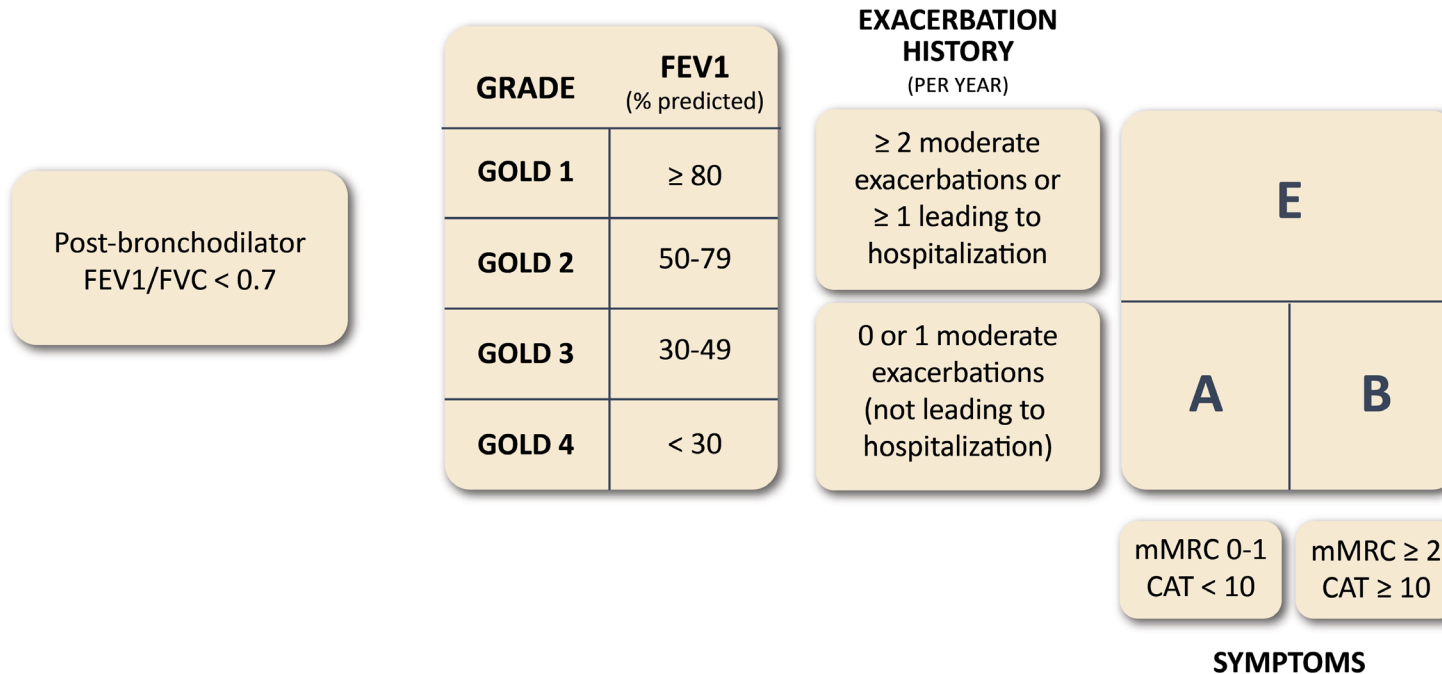 Post-bronchodilator
FEV1/FVC < 0.7
GRADE
FEV1
(% predicted)
GOLD 1
≥ 80
GOLD 2
50-79
GOLD 3
30-49
GOLD 4
< 30
EXACERBATION
HISTORY
(PER YEAR)
≥ 2 moderate
exacerbations or
≥ 1 leading to
hospitalization
0 or 1 moderate
exacerbations
(not leading to
hospitalization)
E
A
B
mMRC 0-1
CAT < 10
mMRC ≥ 2
CAT ≥ 10
SYMPTOMS